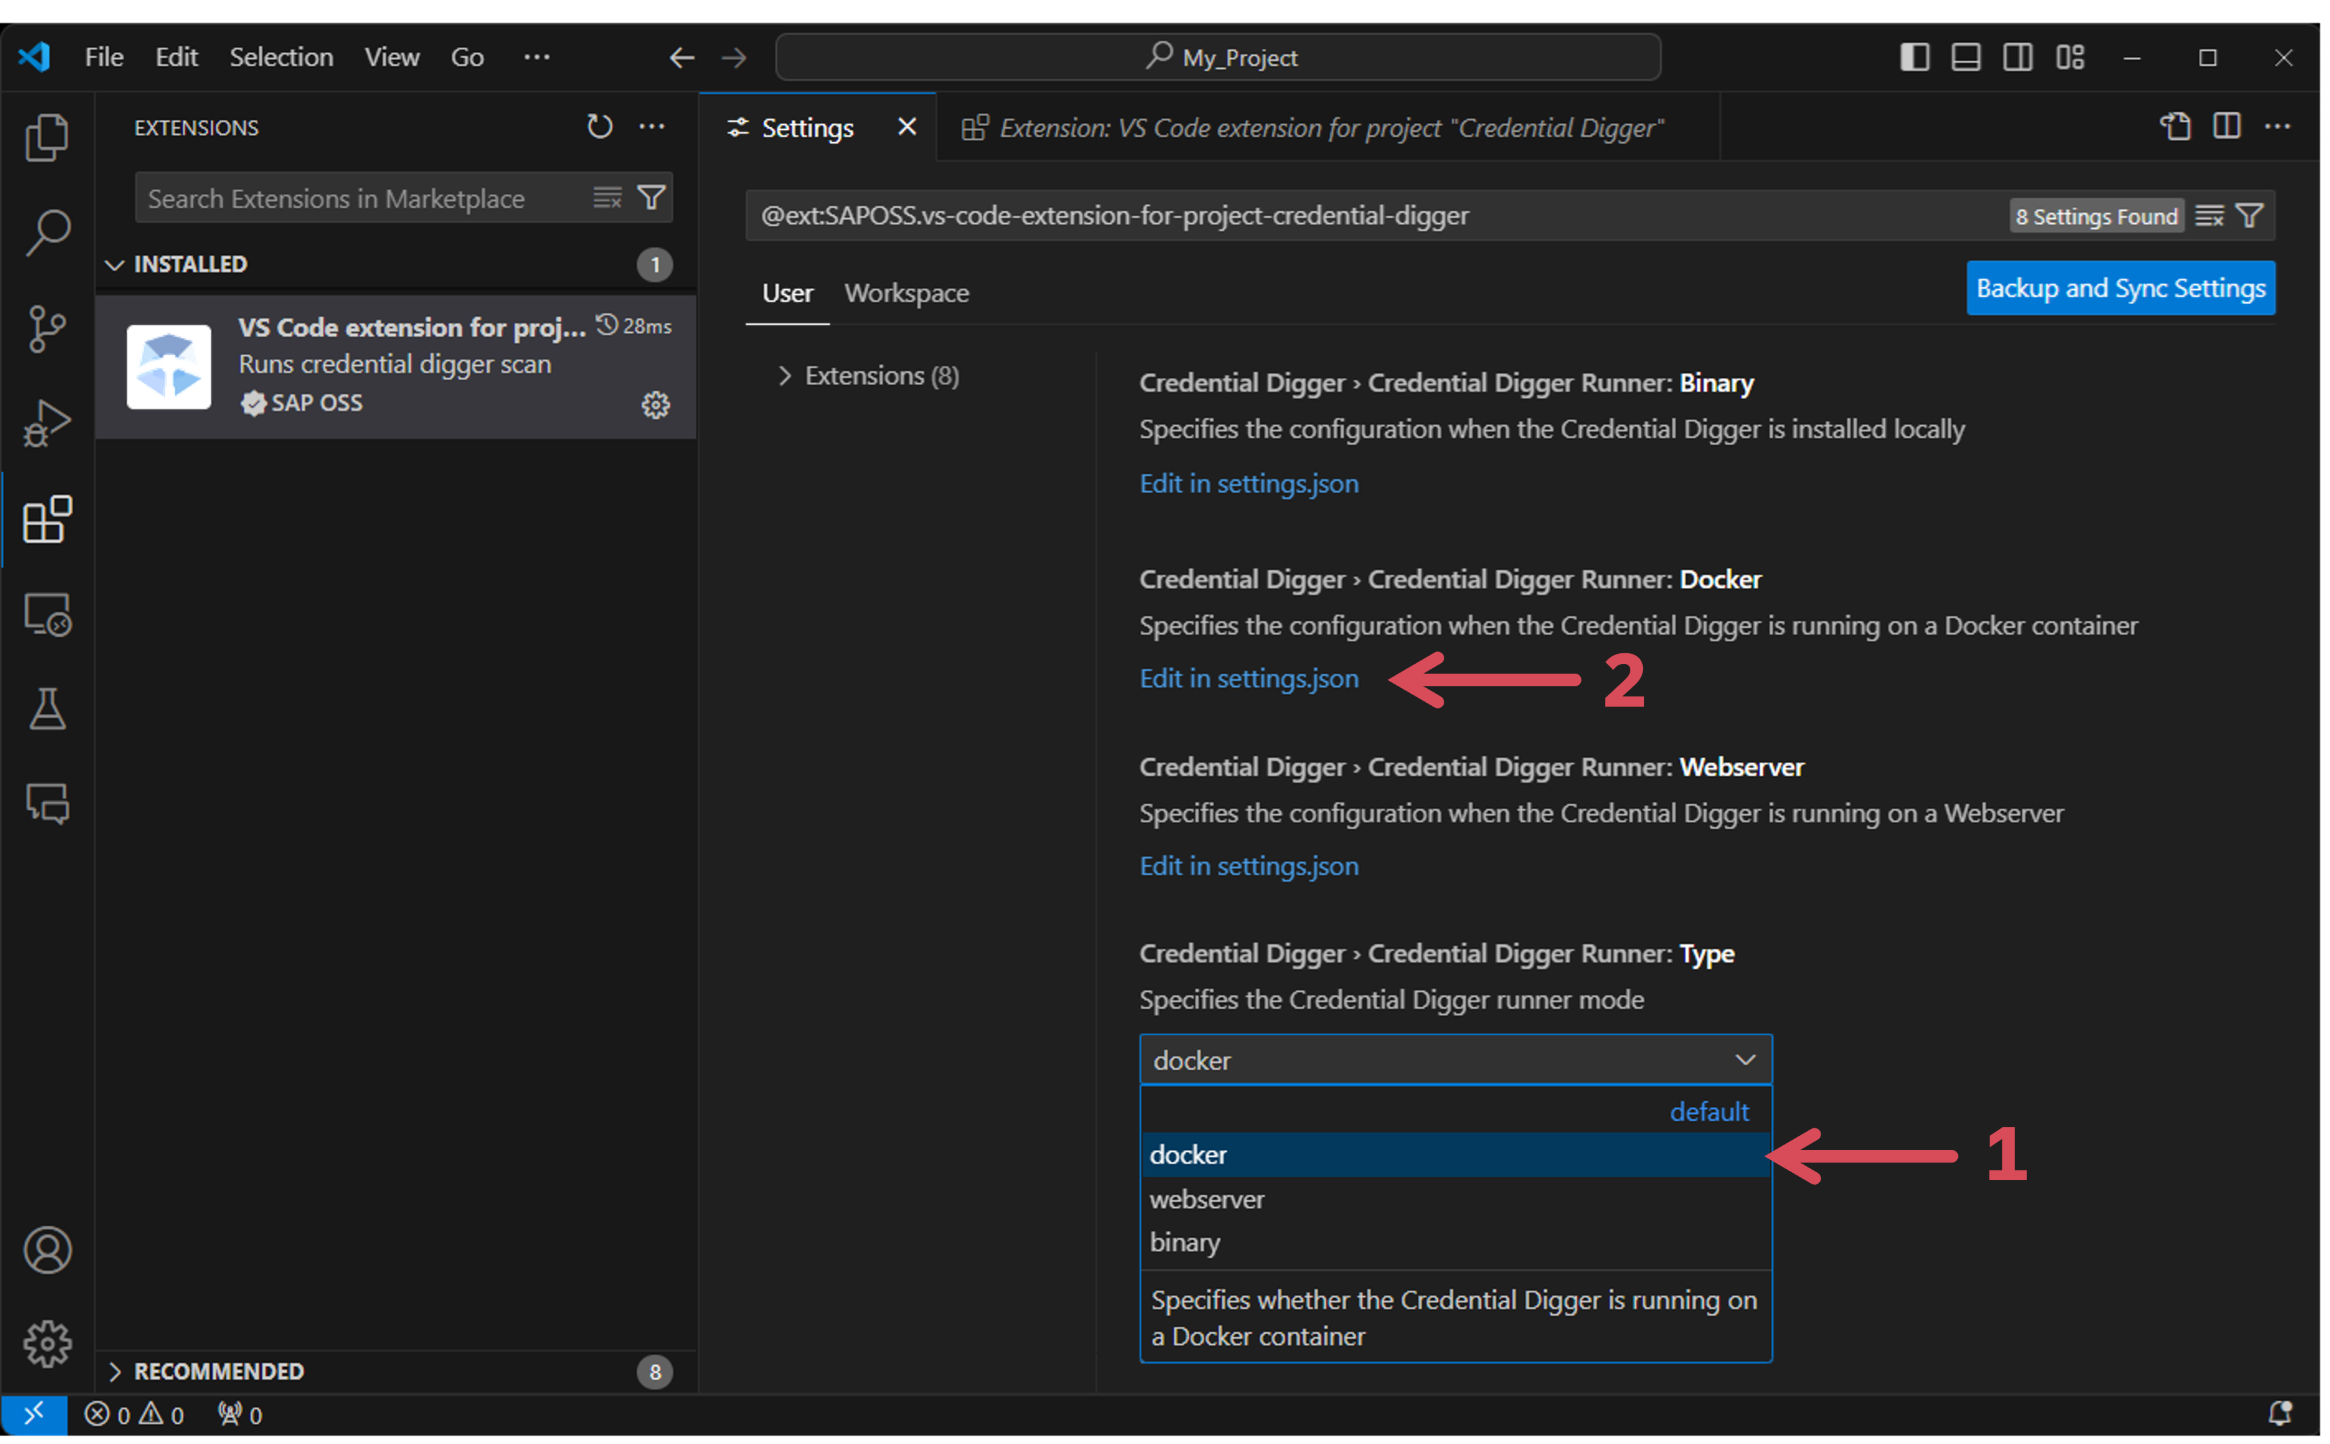 File Edit Selection View Go ···
My_Project
EXTENSIONS
Search Extensions in Marketplace
INSTALLED 1
VS Code extension for proj... 28ms
Runs credential digger scan
SAP OSS
RECOMMENDED 8
Settings
Extension: VS Code extension for project "Credential Digger"
@ext:SAPOSS.vs-code-extension-for-project-credential-digger 8 Settings Found
User Workspace Backup and Sync Settings
Extensions (8)
Credential Digger › Credential Digger Runner: Binary
Specifies the configuration when the Credential Digger is installed locally
Edit in settings.json
Credential Digger › Credential Digger Runner: Docker
Specifies the configuration when the Credential Digger is running on a Docker container
Edit in settings.json 2
Credential Digger › Credential Digger Runner: Webserver
Specifies the configuration when the Credential Digger is running on a Webserver
Edit in settings.json
Credential Digger › Credential Digger Runner: Type
Specifies the Credential Digger runner mode
docker
default
docker 1
webserver
binary
Specifies whether the Credential Digger is running on
a Docker container
0 0 0